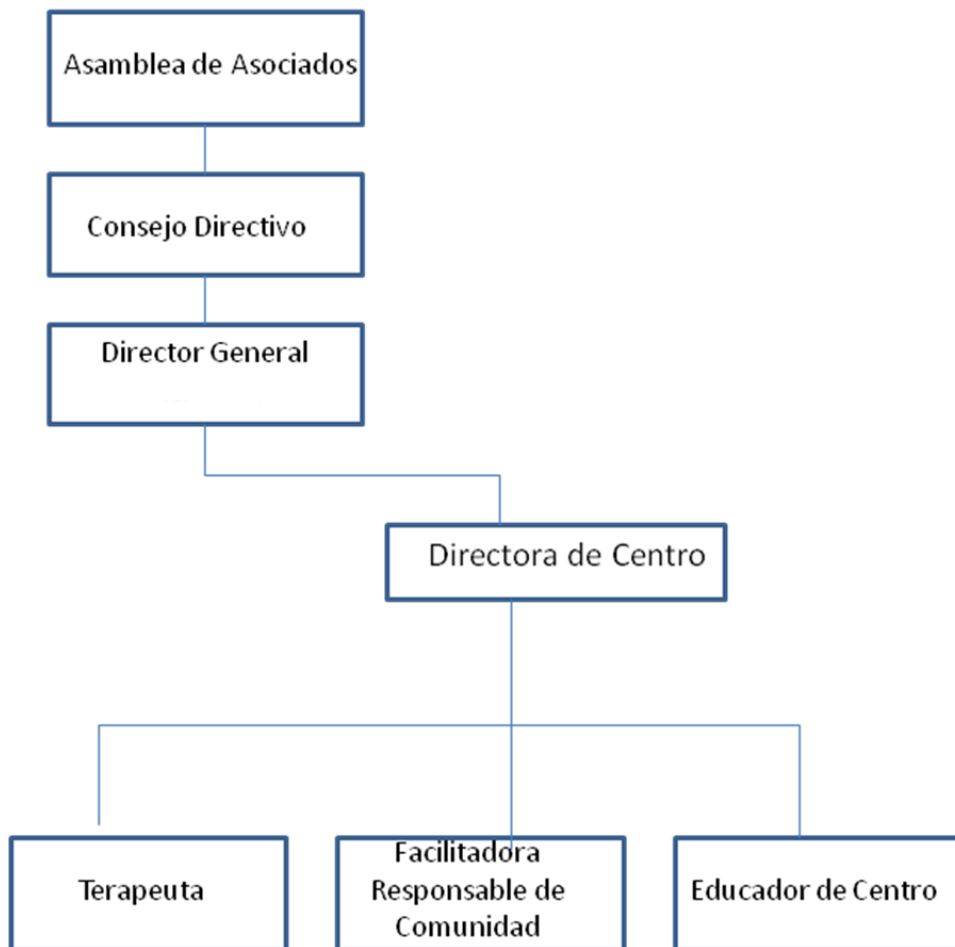 Asamblea de Asociados
Consejo Directivo
Director General
Directora de Centro
Terapeuta
Facilitadora
Responsable de
Comunidad
Educador de Centro